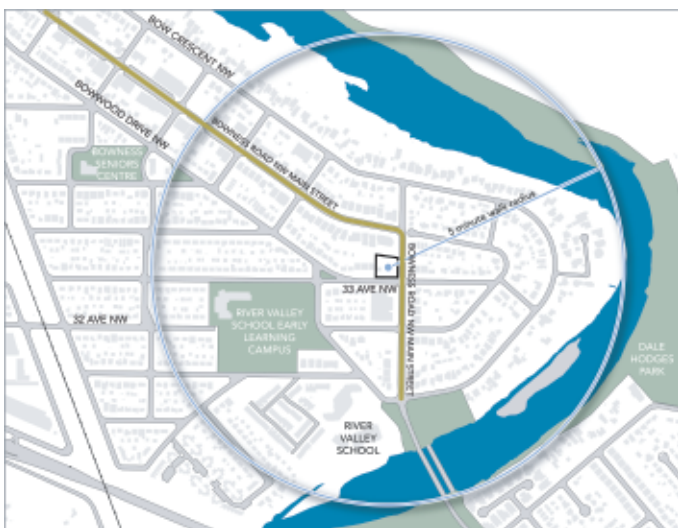 BOW CRESCENT NW
BOWWOOD DRIVE NW
BOWNESS
SENIORS
CENTRE
BOWNESS ROAD NW MAIN STREET
5 minute walk radius
BOWNESS ROAD NW MAIN STREET
33 AVE NW
32 AVE NW
RIVER VALLEY
SCHOOL EARLY
LEARNING
CAMPUS
DALE
HODGES
PARK
RIVER
VALLEY
SCHOOL